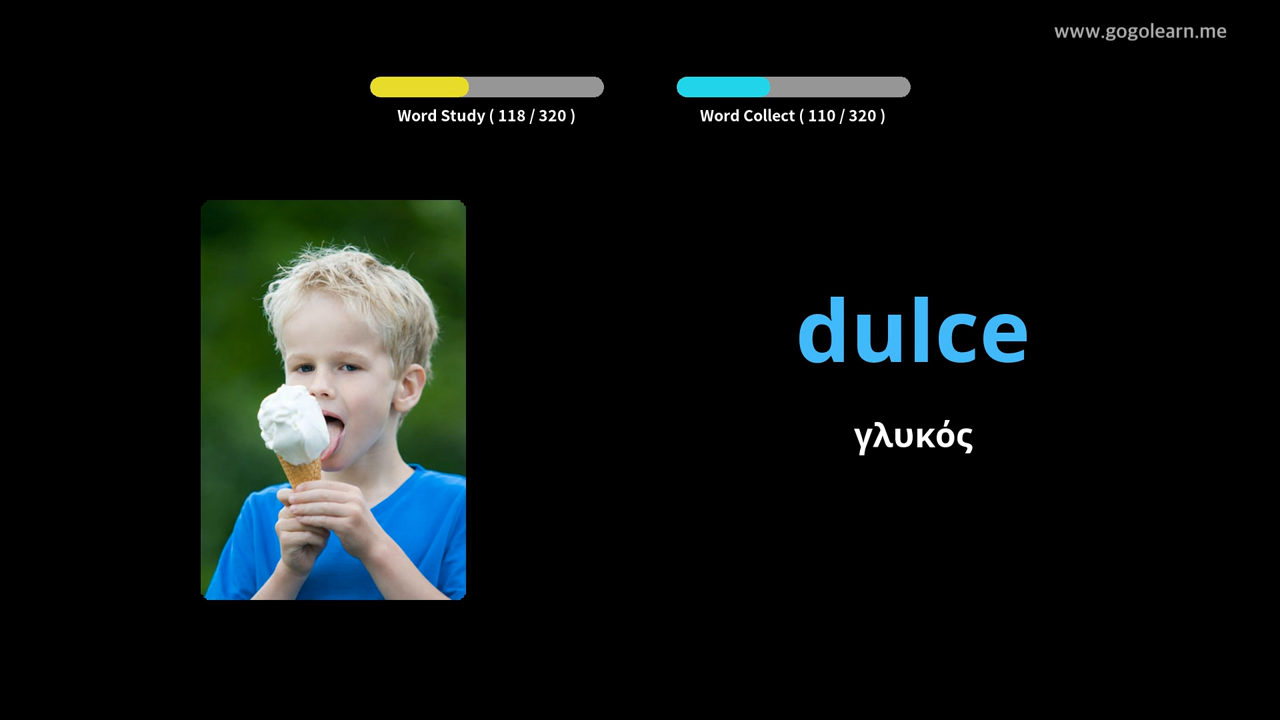 www.gogolearn.me
Word Study ( 118 / 320 )
Word Collect ( 110 / 320 )
dulce
γλυκός